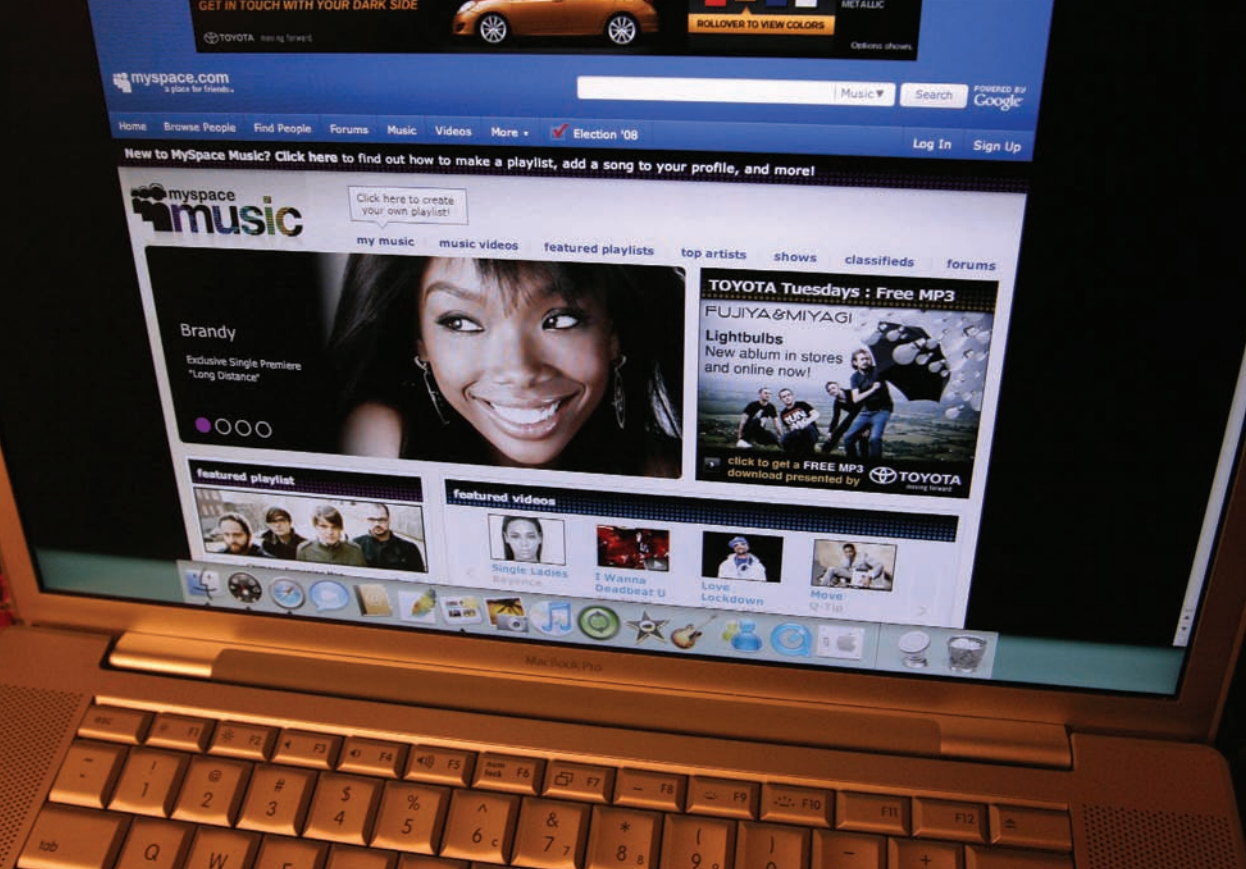 GET IN TOUCH WITH YOUR DARK SIDE
METALLIC
ROLLOVER TO VIEW COLORS
TOYOTA moving forward
Options shown.
myspace.com
a place for friends
Music▼
Search
POWERED BY
Google
Home Browse People Find People Forums Music Videos More Election '08
Log In Sign Up
New to MySpace Music? Click here to find out how to make a playlist, add a song to your profile, and more!
myspace
music
Click here to create
your own playlist!
my music music videos featured playlists top artists shows classifieds forums
Brandy
Exclusive Single Premiere
"Long Distance"
TOYOTA Tuesdays : Free MP3
FUJIYA&MIYAGI
Lightbulbs
New ablum in stores
and online now!
click to get a FREE MP3
download presented by
TOYOTA
moving forward
featured playlist
featured videos
Single Ladies
Beyonce
I Wanna
Deadbeat U
Love
Lockdown
Move
Q-Tip
MacBook Pro
esc F1 F2 F3 F4 F5 num lock F6 F7 F8 F9 F10 F11 F12
~ ! @ # $ % ^ & * ( )
1 2 3 4 5 6 c 7 7 8 8 9 9 – +
tab Q W